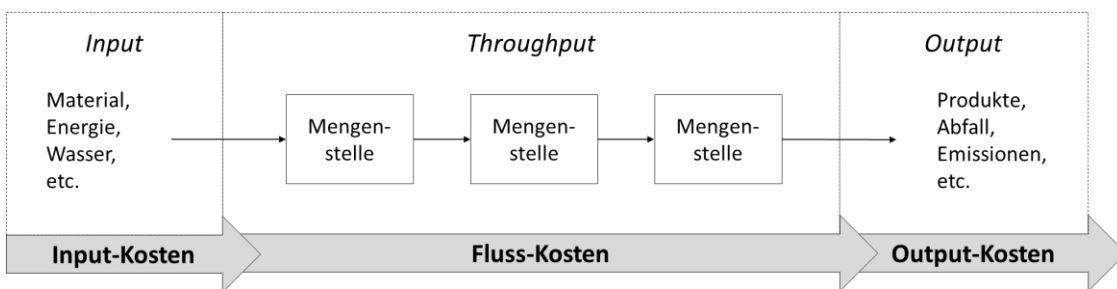 Input
Throughput
Output
Material,
Energie,
Wasser,
etc.
Mengen-
stelle
Mengen-
stelle
Mengen-
stelle
Produkte,
Abfall,
Emissionen,
etc.
Input-Kosten
Fluss-Kosten
Output-Kosten